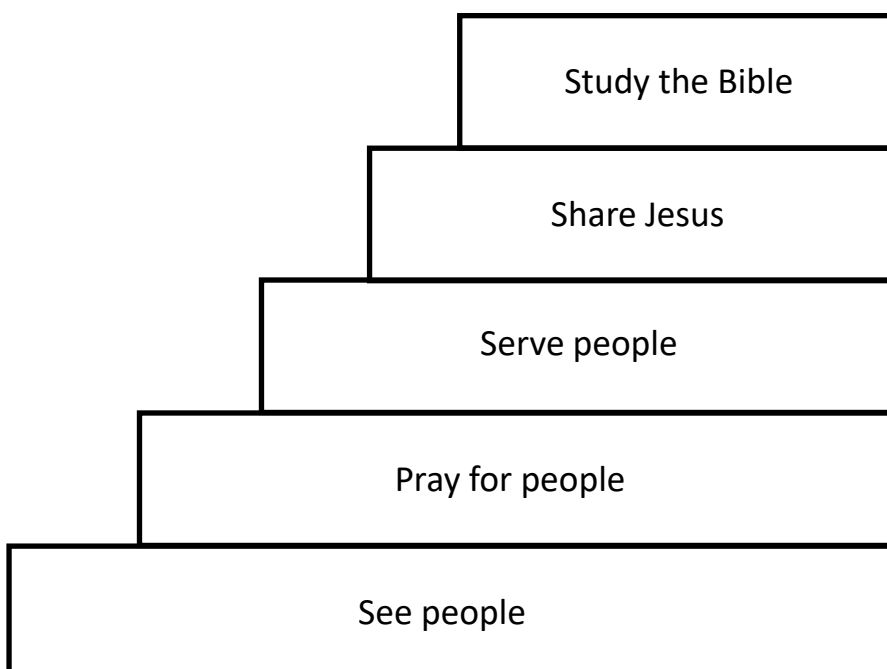 Study the Bible
Share Jesus
Serve people
Pray for people
See people